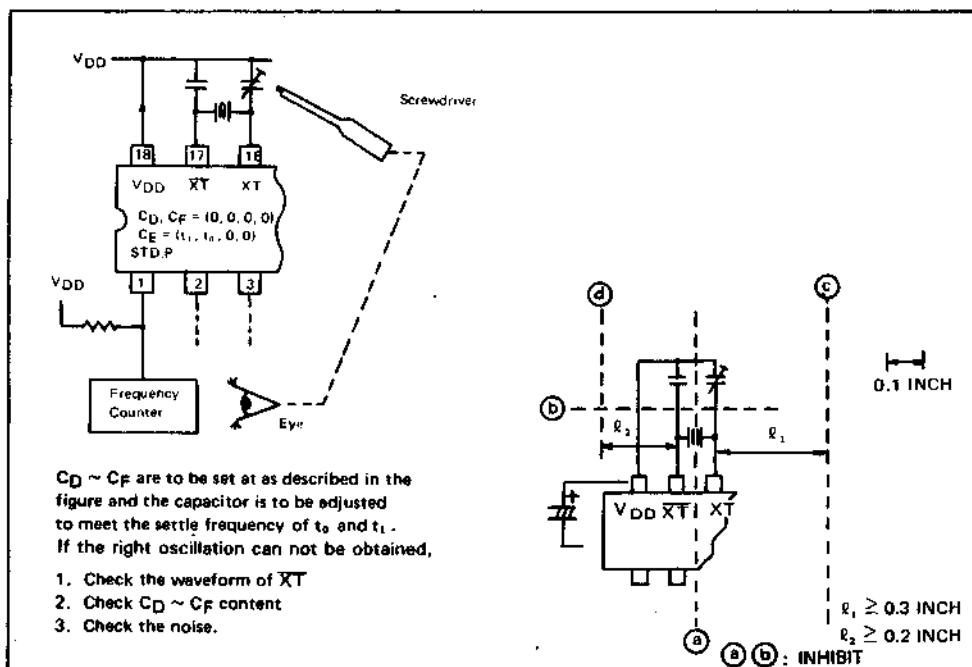 VDD
Screwdriver
18 17 16
VDD X̅T̅ XT
CD, CF = (0, 0, 0, 0)
CE = (t₁, t₀, 0, 0)
STD.P
VDD
1 2 3
Frequency
Counter
Eye
CD ~ CF are to be set at as described in the
figure and the capacitor is to be adjusted
to meet the settle frequency of t₀ and t₁.
If the right oscillation can not be obtained,
1. Check the waveform of X̅T̅
2. Check CD ~ CF content
3. Check the noise.
d
c
0.1 INCH
b
ℓ₂
ℓ₁
+
VDD X̅T̅ XT
ℓ₁ ≧ 0.3 INCH
ℓ₂ ≧ 0.2 INCH
a
a b : INHIBIT